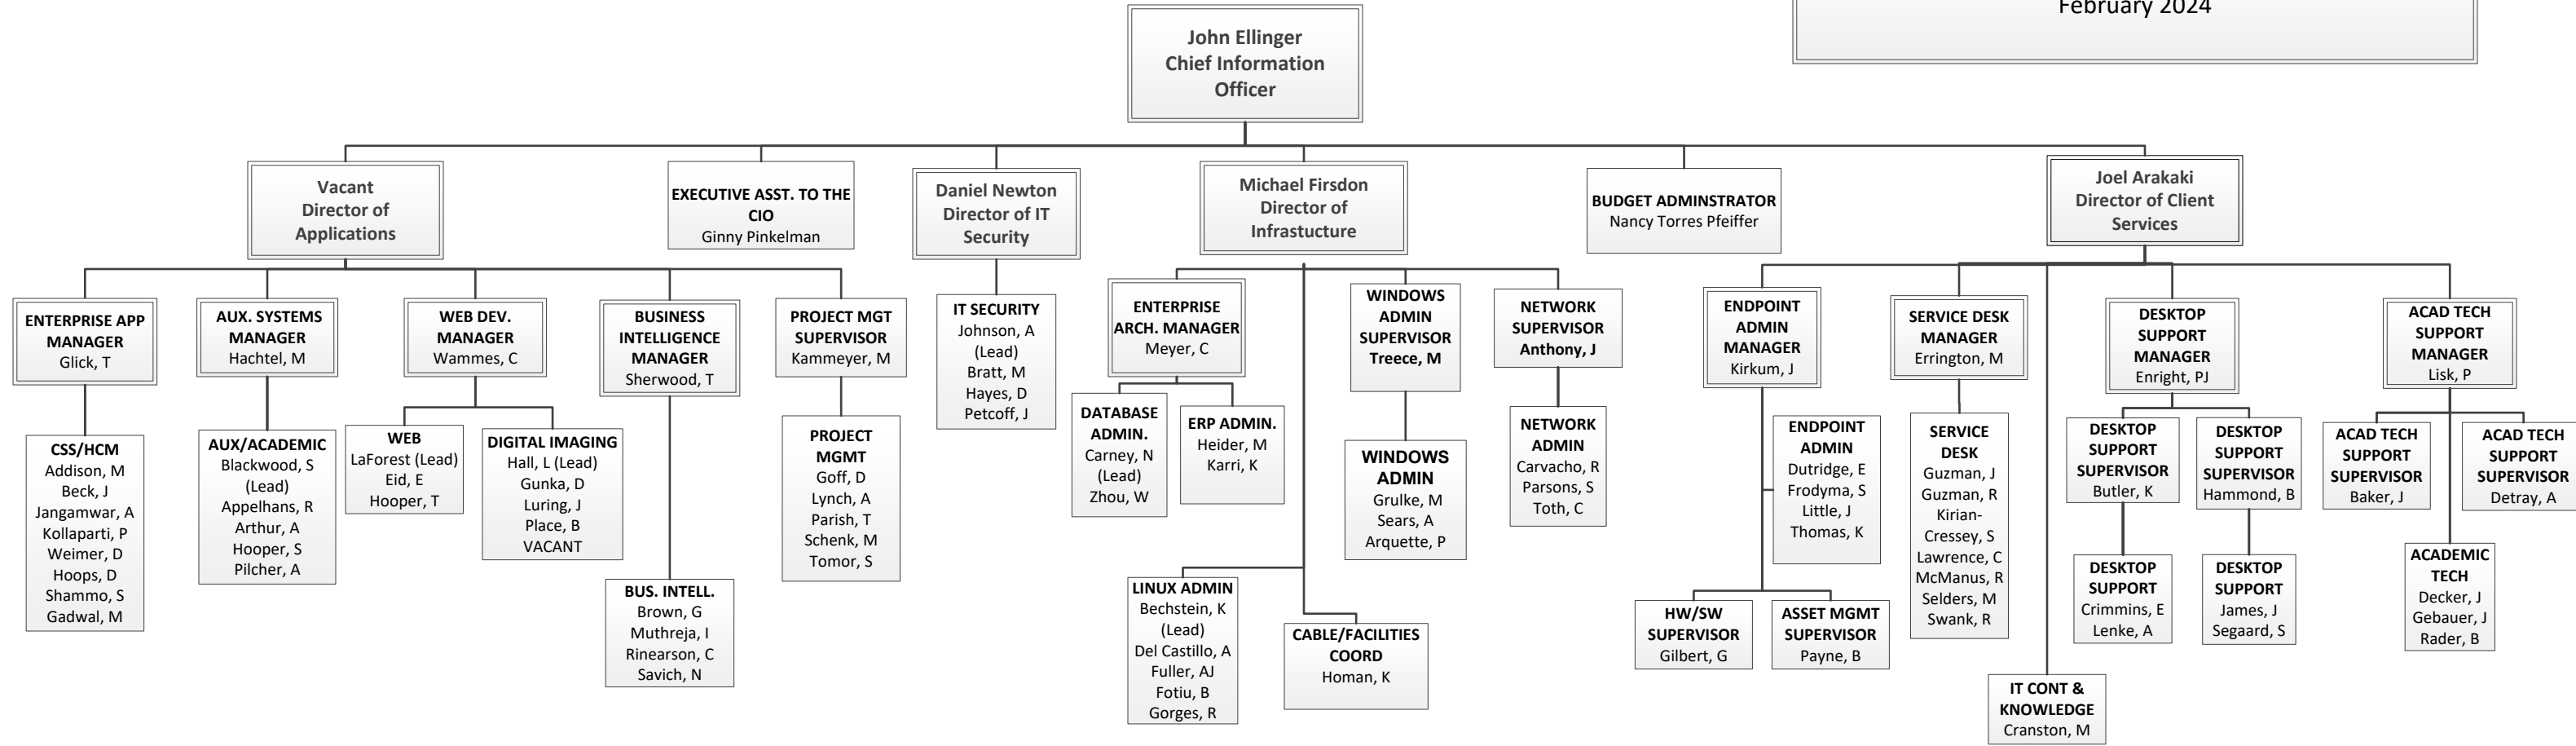 February 2024
John Ellinger
Chief Information
Officer
Vacant
Director of
Applications
EXECUTIVE ASST. TO THE
CIO
Ginny Pinkelman
Daniel Newton
Director of IT
Security
Michael Firsdon
Director of
Infrastucture
BUDGET ADMINSTRATOR
Nancy Torres Pfeiffer
Joel Arakaki
Director of Client
Services
ENTERPRISE APP
MANAGER
Glick, T
AUX. SYSTEMS
MANAGER
Hachtel, M
WEB DEV.
MANAGER
Wammes, C
BUSINESS
INTELLIGENCE
MANAGER
Sherwood, T
PROJECT MGT
SUPERVISOR
Kammeyer, M
IT SECURITY
Johnson, A
(Lead)
Bratt, M
Hayes, D
Petcoff, J
ENTERPRISE
ARCH. MANAGER
Meyer, C
WINDOWS
ADMIN
SUPERVISOR
Treece, M
NETWORK
SUPERVISOR
Anthony, J
ENDPOINT
ADMIN
MANAGER
Kirkum, J
SERVICE DESK
MANAGER
Errington, M
DESKTOP
SUPPORT
MANAGER
Enright, PJ
ACAD TECH
SUPPORT
MANAGER
Lisk, P
CSS/HCM
Addison, M
Beck, J
Jangamwar, A
Kollaparti, P
Weimer, D
Hoops, D
Shammo, S
Gadwal, M
AUX/ACADEMIC
Blackwood, S
(Lead)
Appelhans, R
Arthur, A
Hooper, S
Pilcher, A
WEB
LaForest (Lead)
Eid, E
Hooper, T
DIGITAL IMAGING
Hall, L (Lead)
Gunka, D
Luring, J
Place, B
VACANT
BUS. INTELL.
Brown, G
Muthreja, I
Rinearson, C
Savich, N
PROJECT
MGMT
Goff, D
Lynch, A
Parish, T
Schenk, M
Tomor, S
DATABASE
ADMIN.
Carney, N
(Lead)
Zhou, W
ERP ADMIN.
Heider, M
Karri, K
WINDOWS
ADMIN
Grulke, M
Sears, A
Arquette, P
NETWORK
ADMIN
Carvacho, R
Parsons, S
Toth, C
LINUX ADMIN
Bechstein, K
(Lead)
Del Castillo, A
Fuller, AJ
Fotiu, B
Gorges, R
CABLE/FACILITIES
COORD
Homan, K
ENDPOINT
ADMIN
Dutridge, E
Frodyma, S
Little, J
Thomas, K
HW/SW
SUPERVISOR
Gilbert, G
ASSET MGMT
SUPERVISOR
Payne, B
SERVICE
DESK
Guzman, J
Guzman, R
Kirian-
Cressey, S
Lawrence, C
McManus, R
Selders, M
Swank, R
IT CONT &
KNOWLEDGE
Cranston, M
DESKTOP
SUPPORT
SUPERVISOR
Butler, K
DESKTOP
SUPPORT
SUPERVISOR
Hammond, B
DESKTOP
SUPPORT
Crimmins, E
Lenke, A
DESKTOP
SUPPORT
James, J
Segaard, S
ACAD TECH
SUPPORT
SUPERVISOR
Baker, J
ACAD TECH
SUPPORT
SUPERVISOR
Detray, A
ACADEMIC
TECH
Decker, J
Gebauer, J
Rader, B